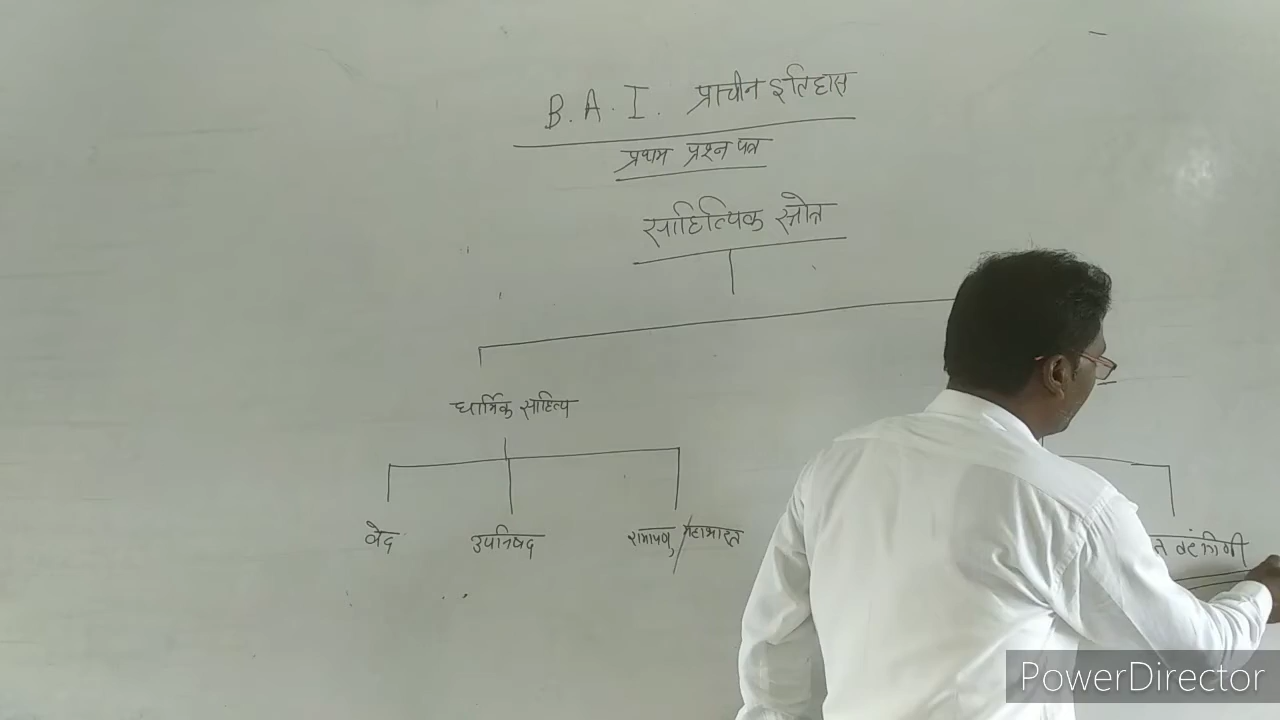 B. A. I. प्राचीन इतिहास
प्रथम प्रश्न पत्र
साहित्यिक स्रोत
धार्मिक साहित्य
वेद उपनिषद रामायण/महाभारत
PowerDirector